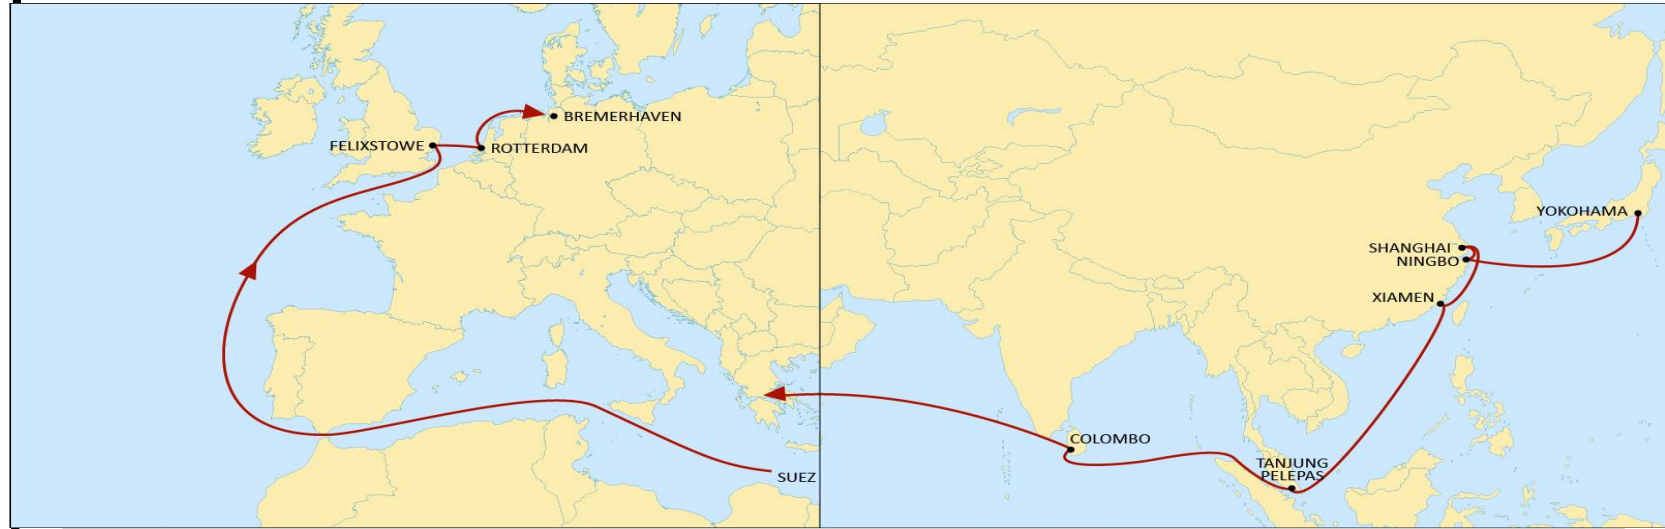 BREMERHAVEN
FELIXSTOWE
ROTTERDAM
SUEZ
YOKOHAMA
SHANGHAI
NINGBO
XIAMEN
COLOMBO
TANJUNG
PELEPAS